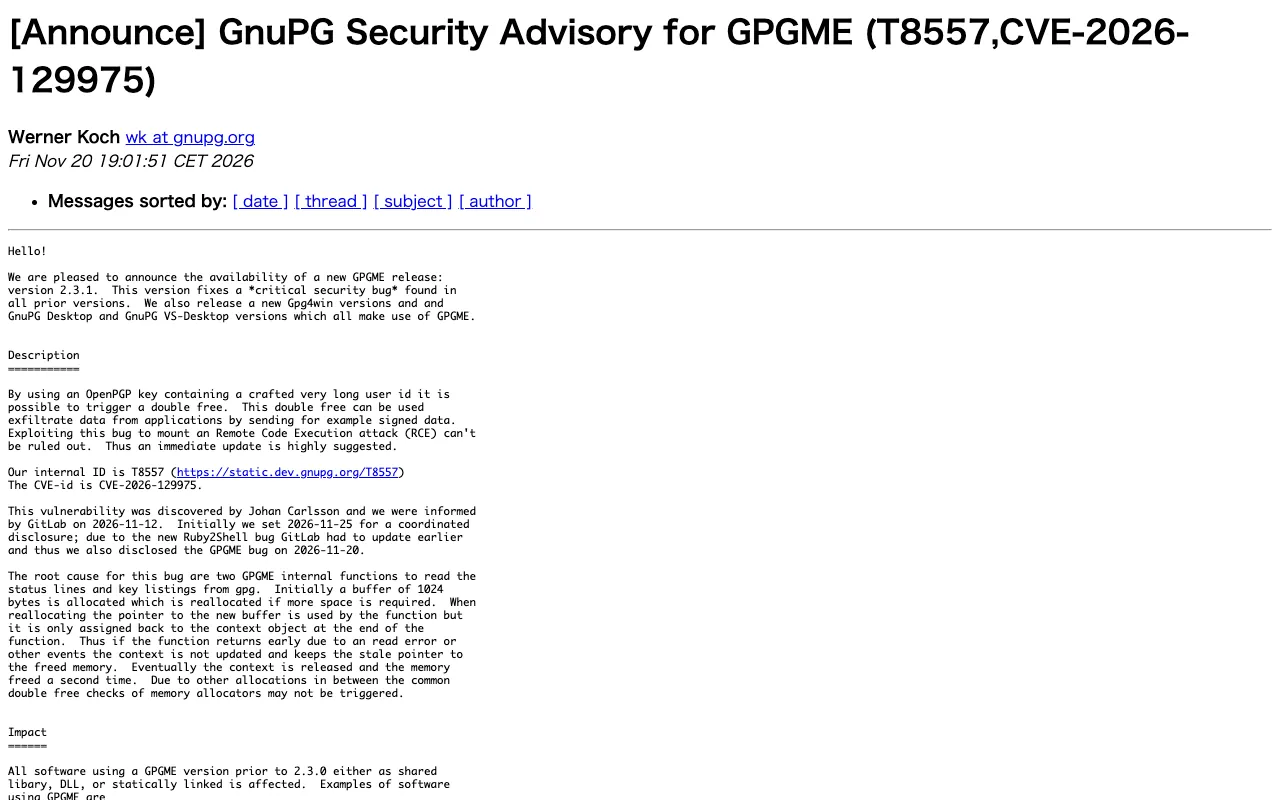 [Announce] GnuPG Security Advisory for GPGME (T8557,CVE-2026-
129975)
Werner Koch wk at gnupg.org
Fri Nov 20 19:01:51 CET 2026
• Messages sorted by: [ date ] [ thread ] [ subject ] [ author ]
Hello!
We are pleased to announce the availability of a new GPGME release:
version 2.3.1.  This version fixes a *critical security bug* found in
all prior versions.  We also release a new Gpg4win versions and and
GnuPG Desktop and GnuPG VS-Desktop versions which all make use of GPGME.
Description
===========
By using an OpenPGP key containing a crafted very long user id it is
possible to trigger a double free.  This double free can be used
exfiltrate data from applications by sending for example signed data.
Exploiting this bug to mount an Remote Code Execution attack (RCE) can't
be ruled out.  Thus an immediate update is highly suggested.
Our internal ID is T8557 (https://static.dev.gnupg.org/T8557)
The CVE-id is CVE-2026-129975.
This vulnerability was discovered by Johan Carlsson and we were informed
by GitLab on 2026-11-12.  Initially we set 2026-11-25 for a coordinated
disclosure; due to the new Ruby2Shell bug GitLab had to update earlier
and thus we also disclosed the GPGME bug on 2026-11-20.
The root cause for this bug are two GPGME internal functions to read the
status lines and key listings from gpg.  Initially a buffer of 1024
bytes is allocated which is reallocated if more space is required.  When
reallocating the pointer to the new buffer is used by the function but
it is only assigned back to the context object at the end of the
function.  Thus if the function returns early due to an read error or
other events the context is not updated and keeps the stale pointer to
the freed memory.  Eventually the context is released and the memory
freed a second time.  Due to other allocations in between the common
double free checks of memory allocators may not be triggered.
Impact
======
All software using a GPGME version prior to 2.3.0 either as shared
libary, DLL, or statically linked is affected.  Examples of software
using GPGME are